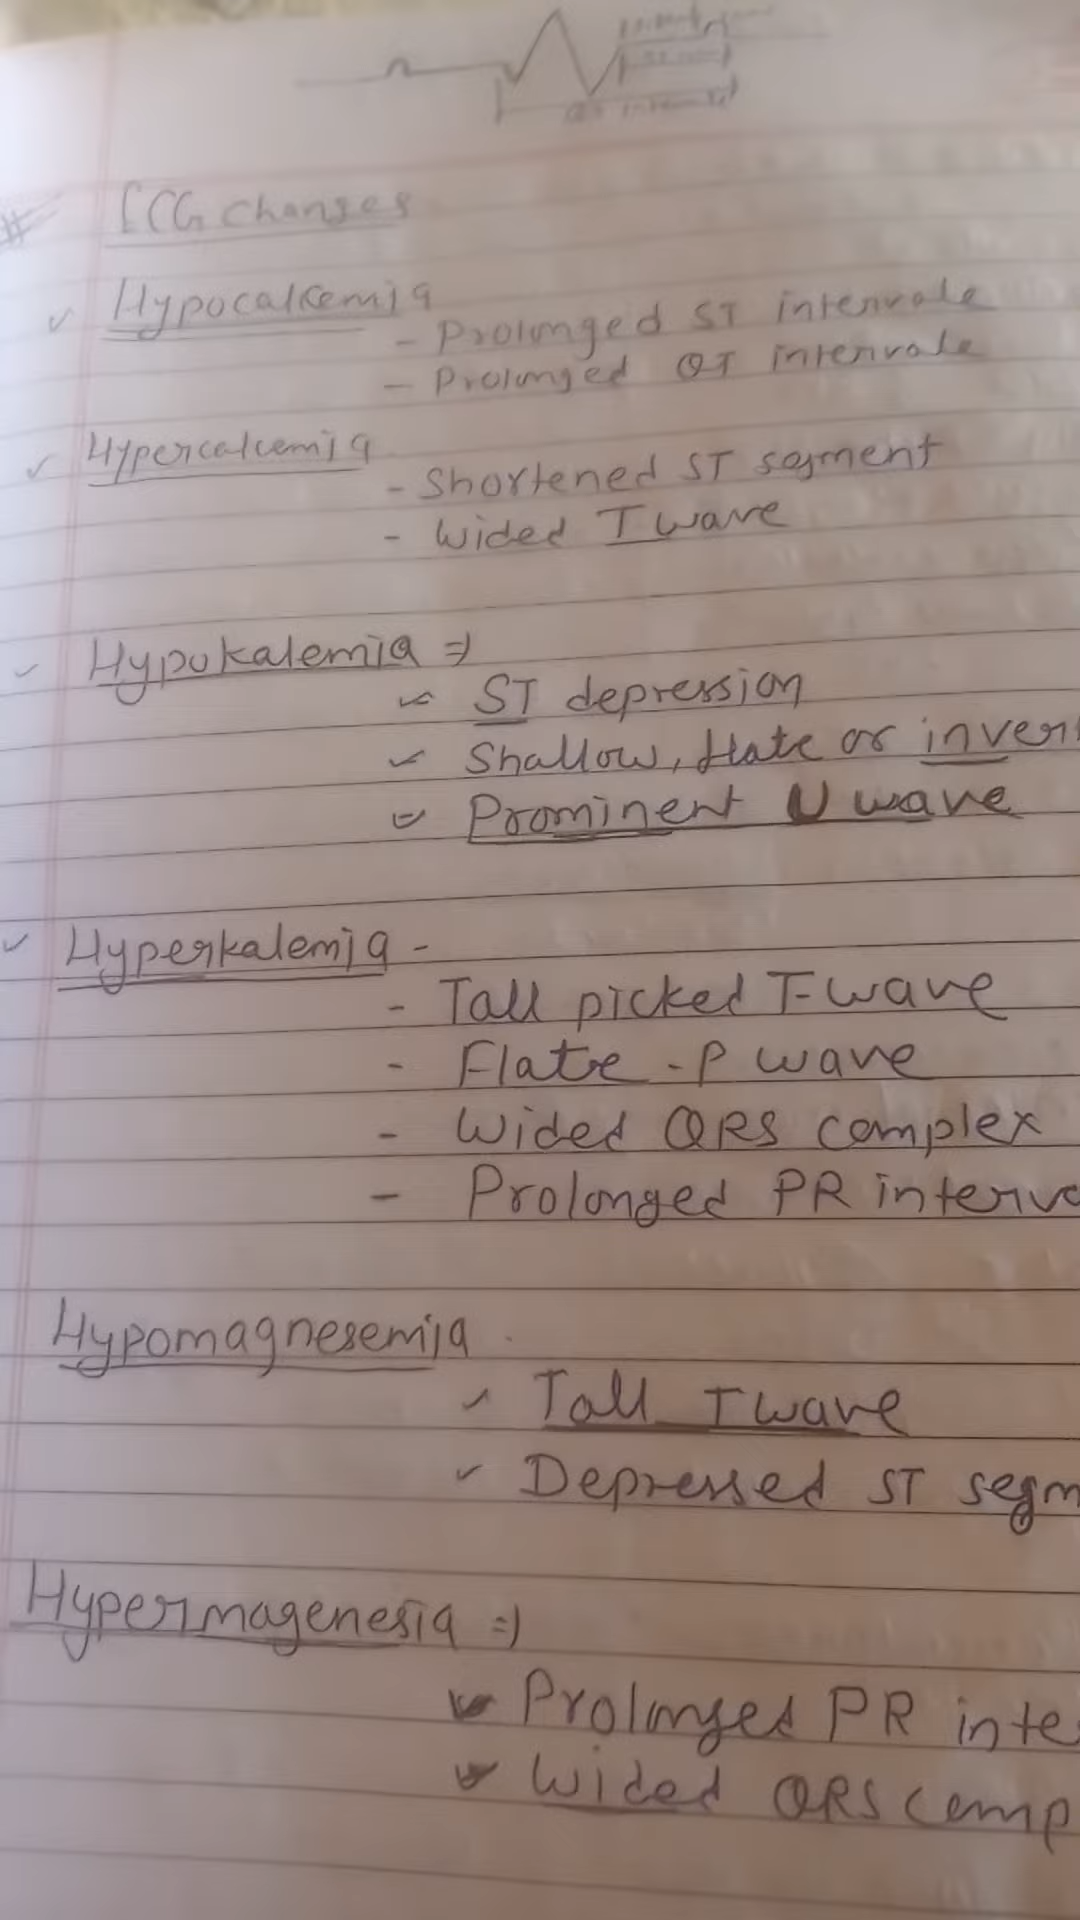 ECG changes
Hypocalcemia
- Prolonged ST intervale
- Prolonged QT intervale
Hypercalcemia
- Shortened ST segment
- Wided T wave
Hypokalemia ⇒
✓ ST depression
✓ Shallow, flate or inver
Prominent U wave
Hyperkalemia -
- Tall picked T-wave
- Flate - P wave
- Wided QRS complex
- Prolonged PR interva
Hypomagnesemia
✓ Tall T wave
✓ Depressed ST segm
Hypermagenesia ⇒
✓ Prolonged PR inte
✓ Wided QRS comp